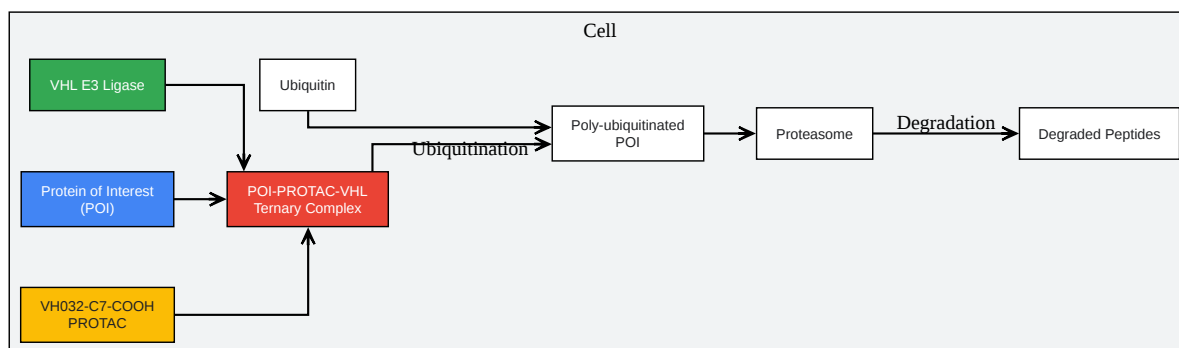 Cell
VHL E3 Ligase
Ubiquitin
Poly-ubiquitinated
POI
Proteasome
Degradation
Degraded Peptides
Ubiquitination
Protein of Interest
(POI)
POI-PROTAC-VHL
Ternary Complex
VH032-C7-COOH
PROTAC